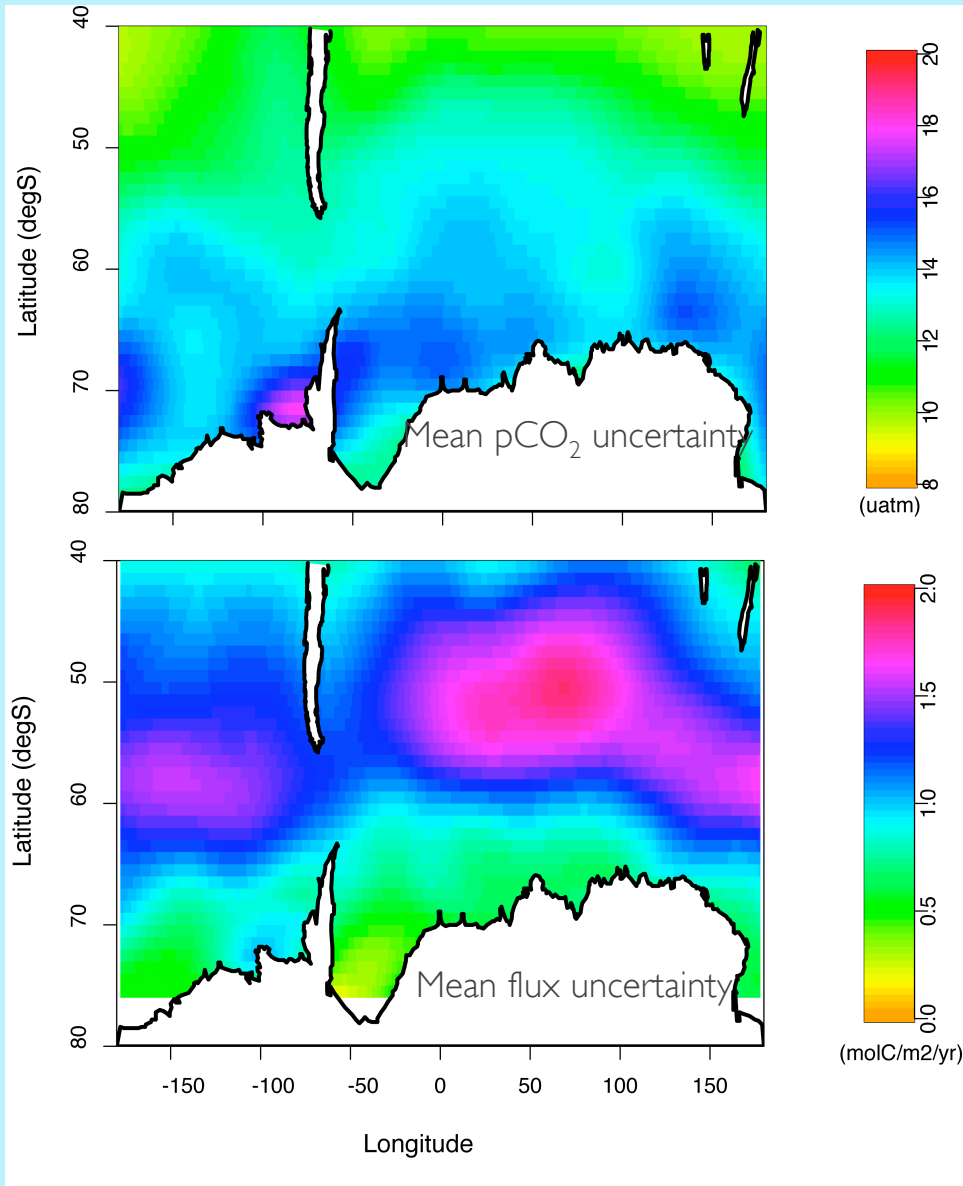 40
50
60
70
80
Latitude (degS)
Mean pCO₂ uncertainty
20
18
16
14
12
10
8
(uatm)
40
50
60
70
80
Latitude (degS)
Mean flux uncertainty
2.0
1.5
1.0
0.5
0.0
(molC/m2/yr)
-150 -100 -50 0 50 100 150
Longitude